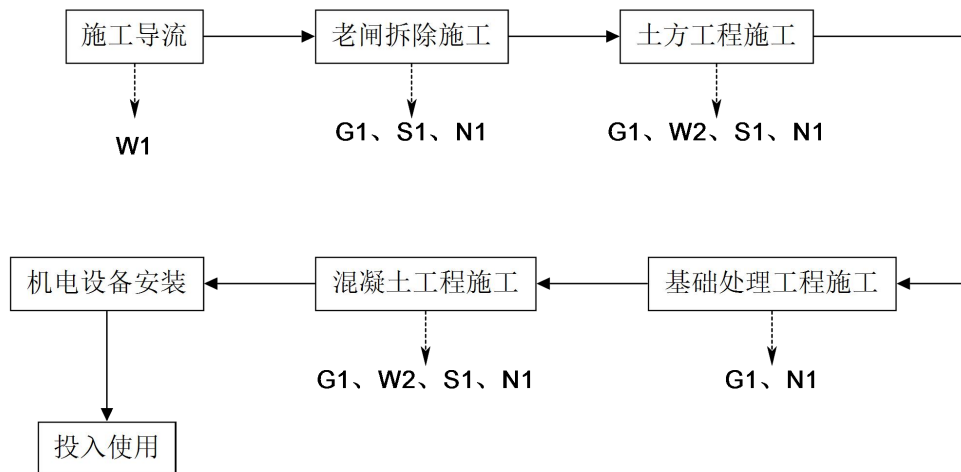 施工导流
老闸拆除施工
土方工程施工
W1
G1、S1、N1
G1、W2、S1、N1
机电设备安装
混凝土工程施工
基础处理工程施工
G1、W2、S1、N1
G1、N1
投入使用